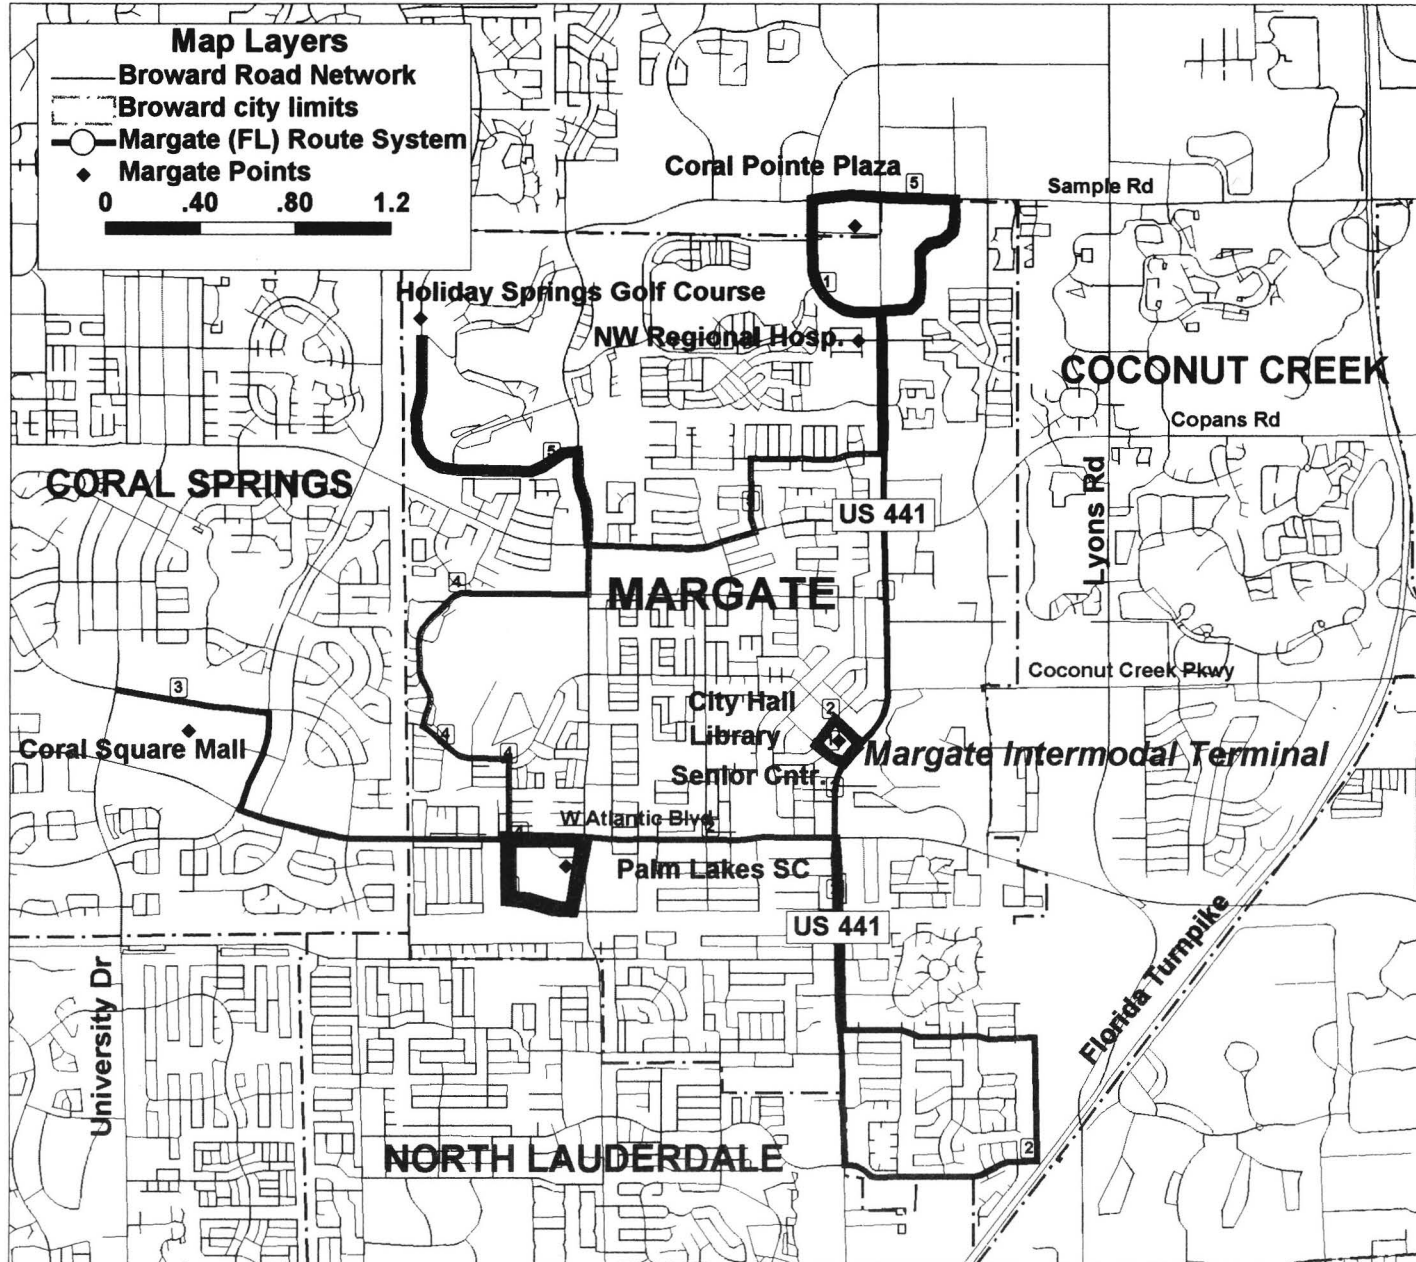 Map Layers
Broward Road Network
Broward city limits
Margate (FL) Route System
Margate Points
0 .40 .80 1.2
Coral Pointe Plaza
5
Sample Rd
1
Holiday Springs Golf Course
NW Regional Hosp.
COCONUT CREEK
Copans Rd
5
CORAL SPRINGS
Lyons Rd
US 441
4
MARGATE
Coconut Creek Pkwy
3
City Hall
2
Library
4
Coral Square Mall
Margate Intermodal Terminal
4
Senior Cntr.
W Atlantic Blvd
2
4
Palm Lakes SC
US 441
Florida Turnpike
University Dr
2
NORTH LAUDERDALE